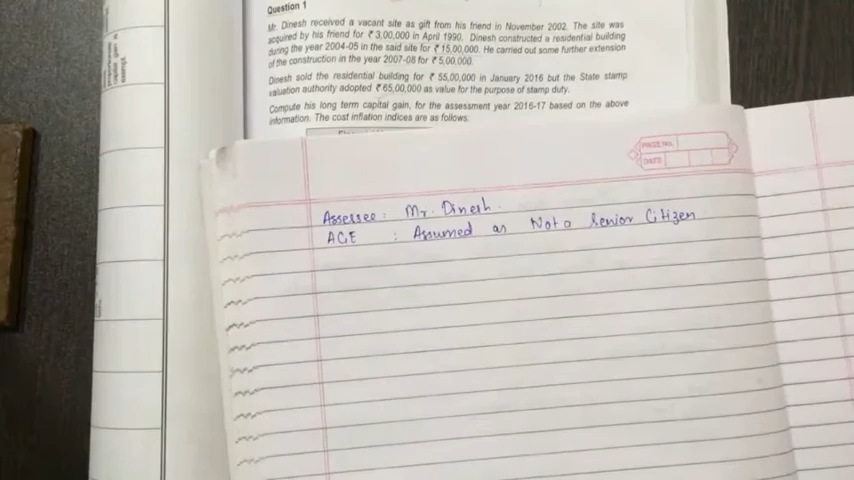 Question 1
Mr. Dinesh received a vacant site as gift from his friend in November 2002. The site was
acquired by his friend for ₹ 3,00,000 in April 1990. Dinesh constructed a residential building
during the year 2004-05 in the said site for ₹ 15,00,000. He carried out some further extension
of the construction in the year 2007-08 for ₹ 5,00,000.
Dinesh sold the residential building for ₹ 55,00,000 in January 2016 but the State stamp
valuation authority adopted ₹ 65,00,000 as value for the purpose of stamp duty.
Compute his long term capital gain, for the assessment year 2016-17 based on the above
information. The cost inflation indices are as follows:
PAGE No.
DATE
Assessee : Mr. Dinesh.
AGE : Assumed as Not a Senior Citizen